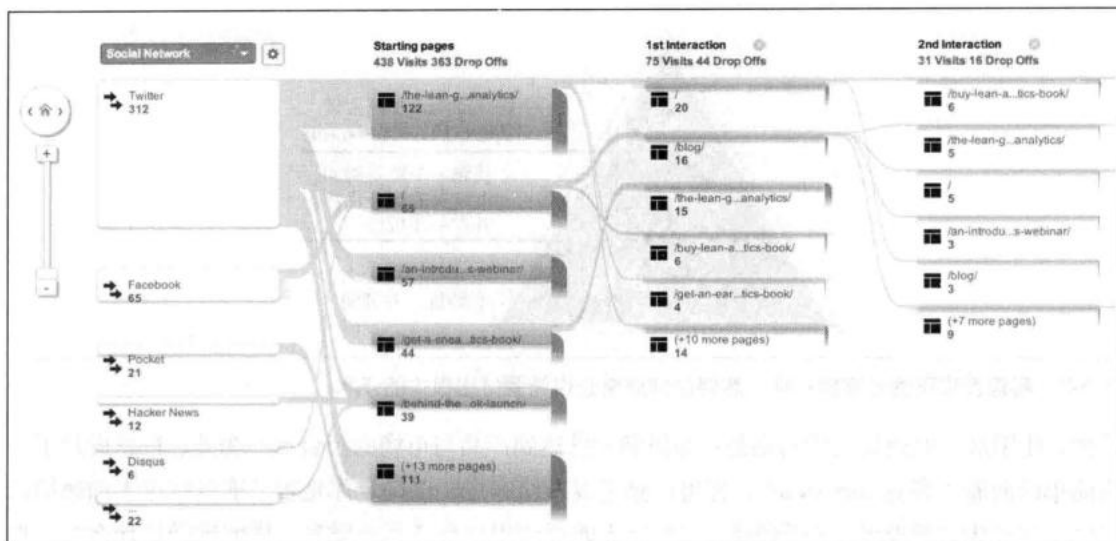 Social Network
Twitter
312
Facebook
65
Pocket
21
Hacker News
12
Disqus
6
...
22
Starting pages
438 Visits 363 Drop Offs
/the-lean-g...analytics/
122
/
65
/an-introdu...s-webinar/
57
/get-a-snea...tics-book/
44
/behind-the...ok-launch/
39
(+13 more pages)
111
1st Interaction
75 Visits 44 Drop Offs
/
20
/blog/
16
/the-lean-g...analytics/
15
/buy-lean-a...tics-book/
6
/get-an-ear...tics-book/
4
(+10 more pages)
14
2nd Interaction
31 Visits 16 Drop Offs
/buy-lean-a...tics-book/
6
/the-lean-g...analytics/
5
/
5
/an-introdu...s-webinar/
3
/blog/
3
(+7 more pages)
9